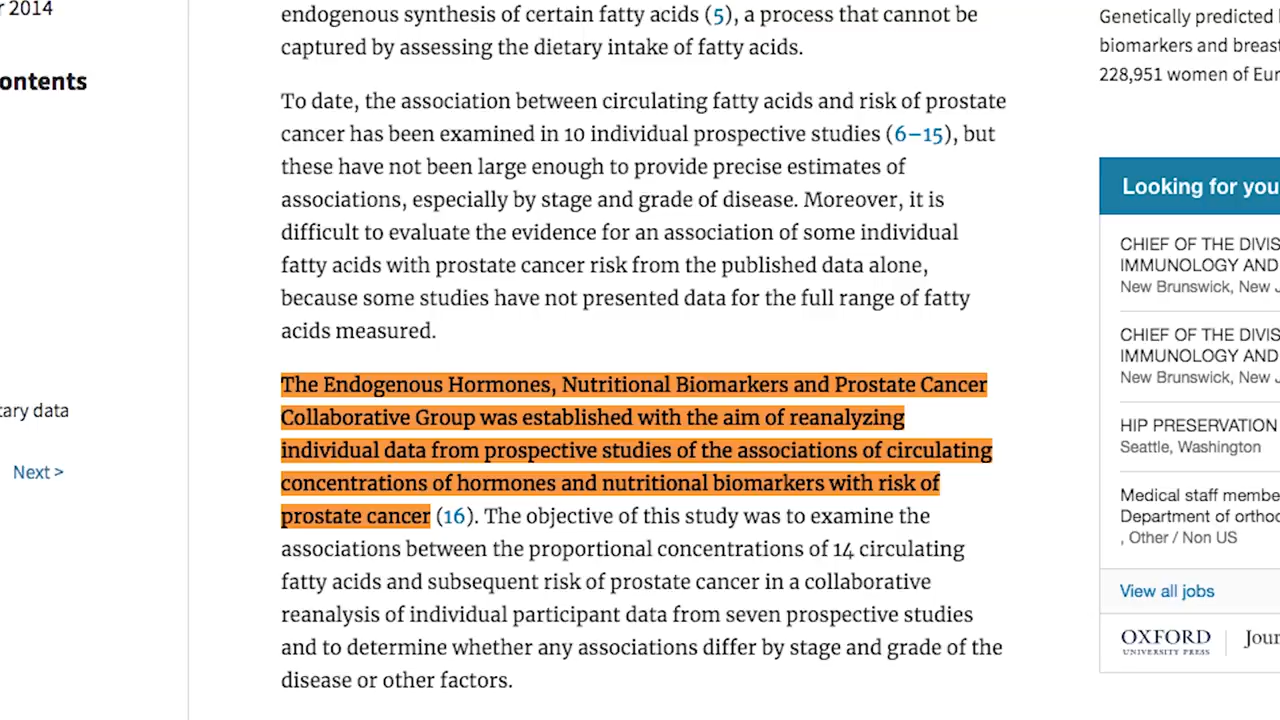 r 2014
ontents
tary data
Next >
endogenous synthesis of certain fatty acids (5), a process that cannot be
captured by assessing the dietary intake of fatty acids.
To date, the association between circulating fatty acids and risk of prostate
cancer has been examined in 10 individual prospective studies (6–15), but
these have not been large enough to provide precise estimates of
associations, especially by stage and grade of disease. Moreover, it is
difficult to evaluate the evidence for an association of some individual
fatty acids with prostate cancer risk from the published data alone,
because some studies have not presented data for the full range of fatty
acids measured.
The Endogenous Hormones, Nutritional Biomarkers and Prostate Cancer
Collaborative Group was established with the aim of reanalyzing
individual data from prospective studies of the associations of circulating
concentrations of hormones and nutritional biomarkers with risk of
prostate cancer (16). The objective of this study was to examine the
associations between the proportional concentrations of 14 circulating
fatty acids and subsequent risk of prostate cancer in a collaborative
reanalysis of individual participant data from seven prospective studies
and to determine whether any associations differ by stage and grade of the
disease or other factors.
Genetically predicted
biomarkers and breast
228,951 women of Eur
Looking for you
CHIEF OF THE DIVIS
IMMUNOLOGY AND
New Brunswick, New J
CHIEF OF THE DIVIS
IMMUNOLOGY AND
New Brunswick, New J
HIP PRESERVATION
Seattle, Washington
Medical staff membe
Department of orthoo
, Other / Non US
View all jobs
OXFORD
UNIVERSITY PRESS
Jour